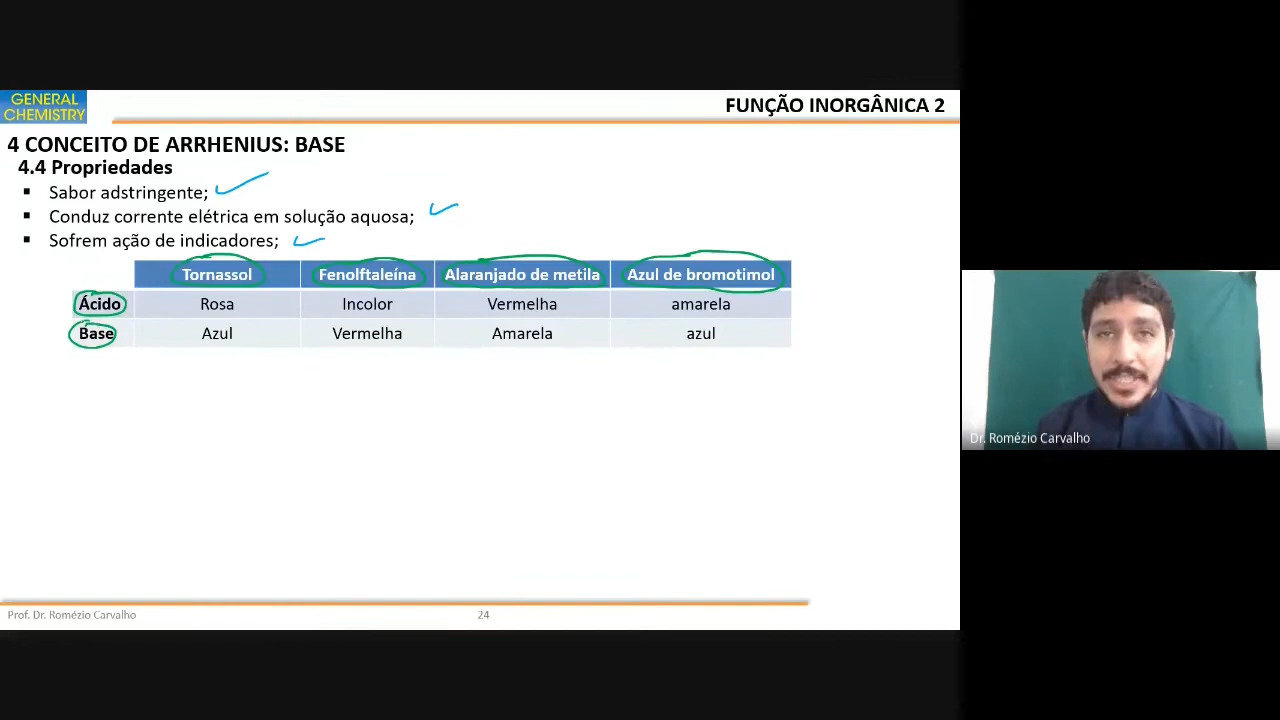 GENERAL
CHEMISTRY
FUNÇÃO INORGÂNICA 2
4 CONCEITO DE ARRHENIUS: BASE
4.4 Propriedades
▪ Sabor adstringente;
▪ Conduz corrente elétrica em solução aquosa;
▪ Sofrem ação de indicadores;
Tornassol Fenolftaleína Alaranjado de metila Azul de bromotimol
Ácido Rosa Incolor Vermelha amarela
Base Azul Vermelha Amarela azul
Dr. Romézio Carvalho
Prof. Dr. Romézio Carvalho 24